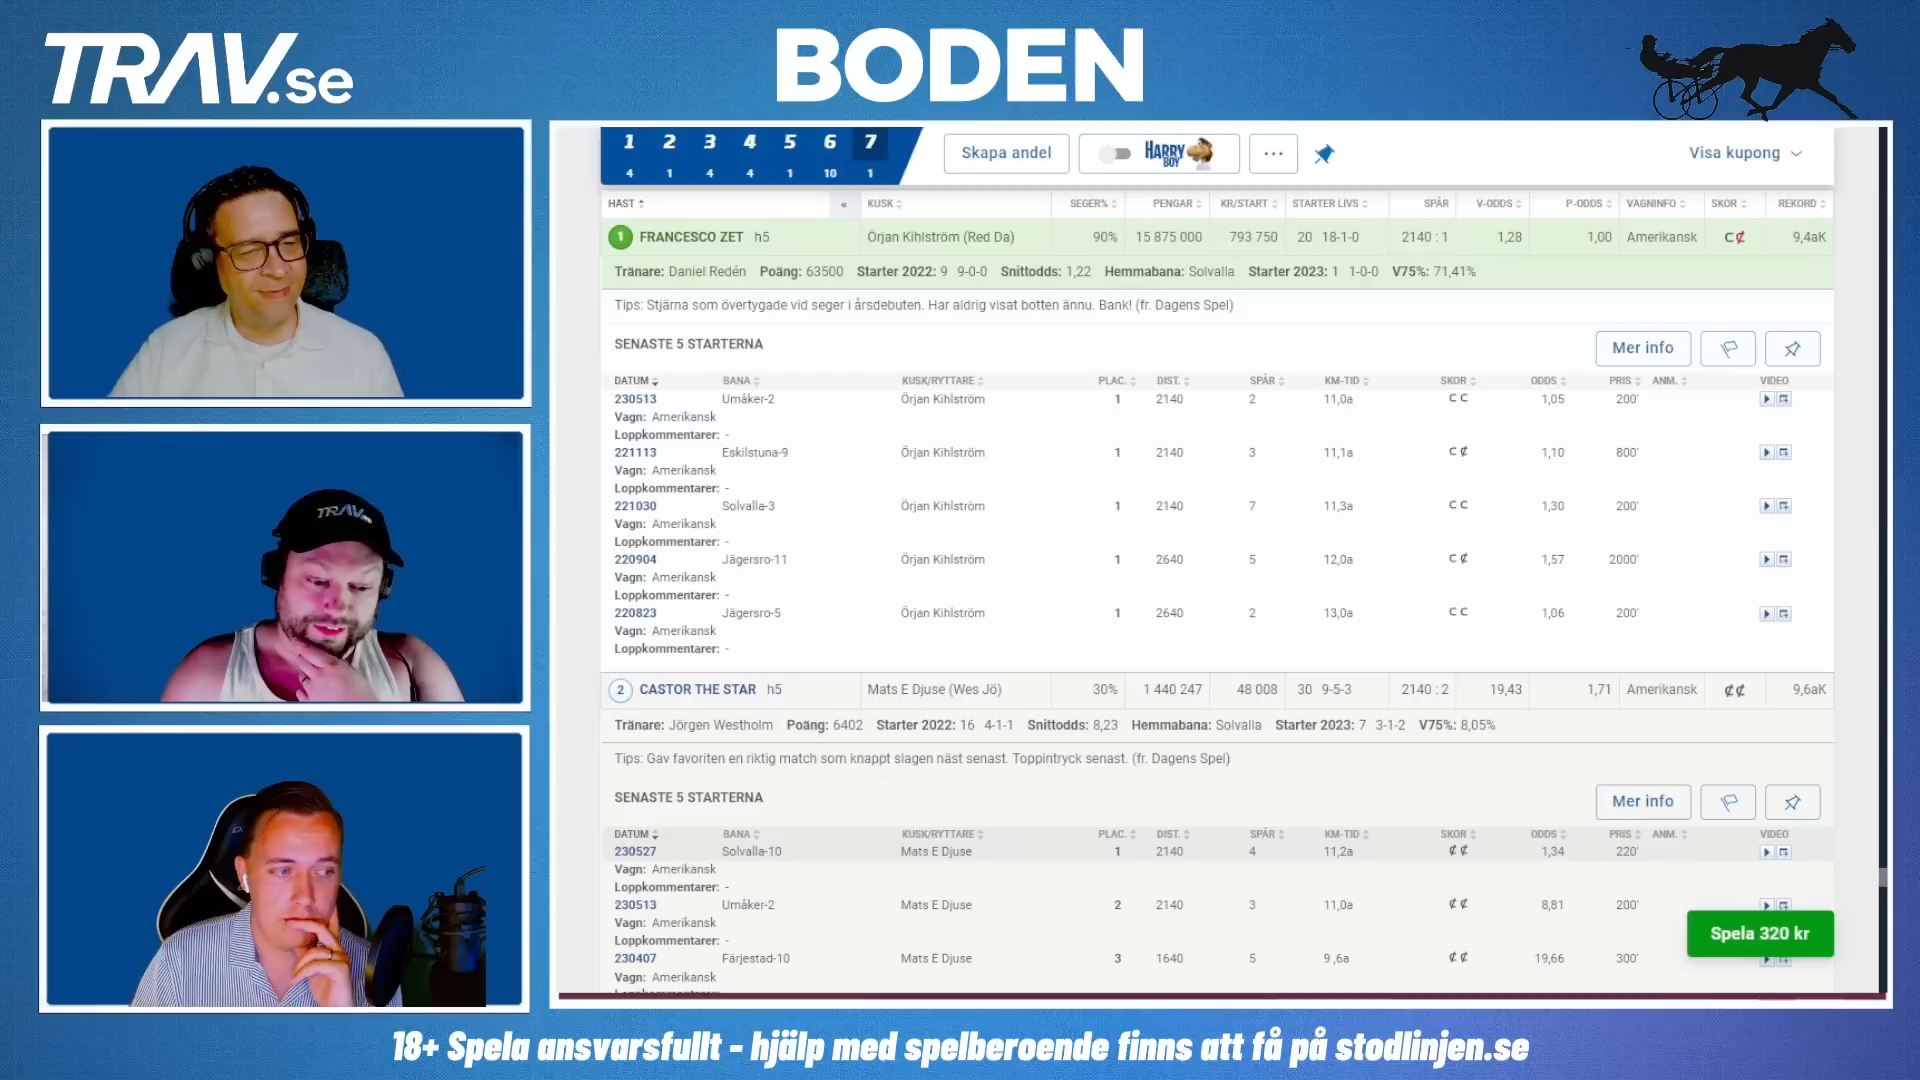 TRAV.se
BODEN
1 2 3 4 5 6 7
4 1 4 4 1 10 1
Skapa andel
HARRY BOY
...
Visa kupong
HÄST « KUSK SEGER% PENGAR KR/START STARTER LIVS SPÅR V-ODDS P-ODDS VAGNINFO SKOR REKORD
1 FRANCESCO ZET h5 Örjan Kihlström (Red Da) 90% 15 875 000 793 750 20 18-1-0 2140 : 1 1,28 1,00 Amerikansk C₵ 9,4aK
Tränare: Daniel Redén Poäng: 63500 Starter 2022: 9 9-0-0 Snittodds: 1,22 Hemmabana: Solvalla Starter 2023: 1 1-0-0 V75%: 71,41%
Tips: Stjärna som övertygade vid seger i årsdebuten. Har aldrig visat botten ännu. Bank! (fr. Dagens Spel)
SENASTE 5 STARTERNA
Mer info
DATUM BANA KUSK/RYTTARE PLAC. DIST. SPÅR KM-TID SKOR ODDS PRIS ANM. VIDEO
230513 Umåker-2 Örjan Kihlström 1 2140 2 11,0a C C 1,05 200'
Vagn: Amerikansk
Loppkommentarer: -
221113 Eskilstuna-9 Örjan Kihlström 1 2140 3 11,1a C ₵ 1,10 800'
Vagn: Amerikansk
Loppkommentarer: -
221030 Solvalla-3 Örjan Kihlström 1 2140 7 11,3a C C 1,30 200'
Vagn: Amerikansk
Loppkommentarer: -
220904 Jägersro-11 Örjan Kihlström 1 2640 5 12,0a C ₵ 1,57 2000'
Vagn: Amerikansk
Loppkommentarer: -
220823 Jägersro-5 Örjan Kihlström 1 2640 2 13,0a C C 1,06 200'
Vagn: Amerikansk
Loppkommentarer: -
2 CASTOR THE STAR h5 Mats E Djuse (Wes Jö) 30% 1 440 247 48 008 30 9-5-3 2140 : 2 19,43 1,71 Amerikansk ₵₵ 9,6aK
Tränare: Jörgen Westholm Poäng: 6402 Starter 2022: 16 4-1-1 Snittodds: 8,23 Hemmabana: Solvalla Starter 2023: 7 3-1-2 V75%: 8,05%
Tips: Gav favoriten en riktig match som knappt slagen näst senast. Toppintryck senast. (fr. Dagens Spel)
SENASTE 5 STARTERNA
Mer info
DATUM BANA KUSK/RYTTARE PLAC. DIST. SPÅR KM-TID SKOR ODDS PRIS ANM. VIDEO
230527 Solvalla-10 Mats E Djuse 1 2140 4 11,2a ₵ ₵ 1,34 220'
Vagn: Amerikansk
Loppkommentarer: -
230513 Umåker-2 Mats E Djuse 2 2140 3 11,0a ₵ ₵ 8,81 200'
Vagn: Amerikansk
Loppkommentarer: -
230407 Färjestad-10 Mats E Djuse 3 1640 5 9,6a ₵ ₵ 19,66 300'
Vagn: Amerikansk
Spela 320 kr
TRAV
18+ Spela ansvarsfullt - hjälp med spelberoende finns att få på stodlinjen.se